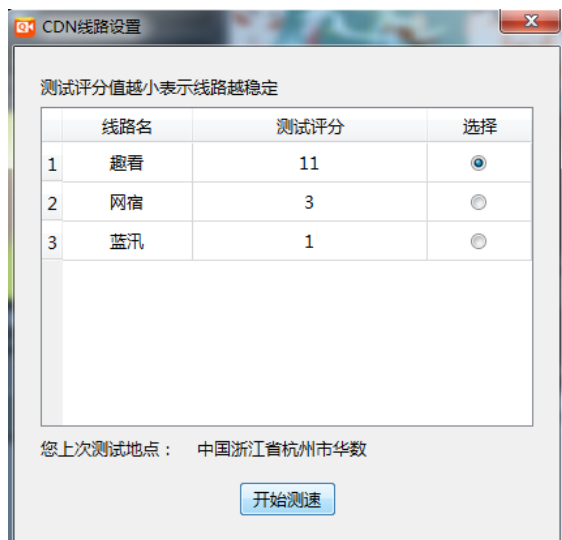 CDN线路设置
测试评分值越小表示线路越稳定
线路名 测试评分 选择
1 趣看 11
2 网宿 3
3 蓝汛 1
您上次测试地点： 中国浙江省杭州市华数
开始测速